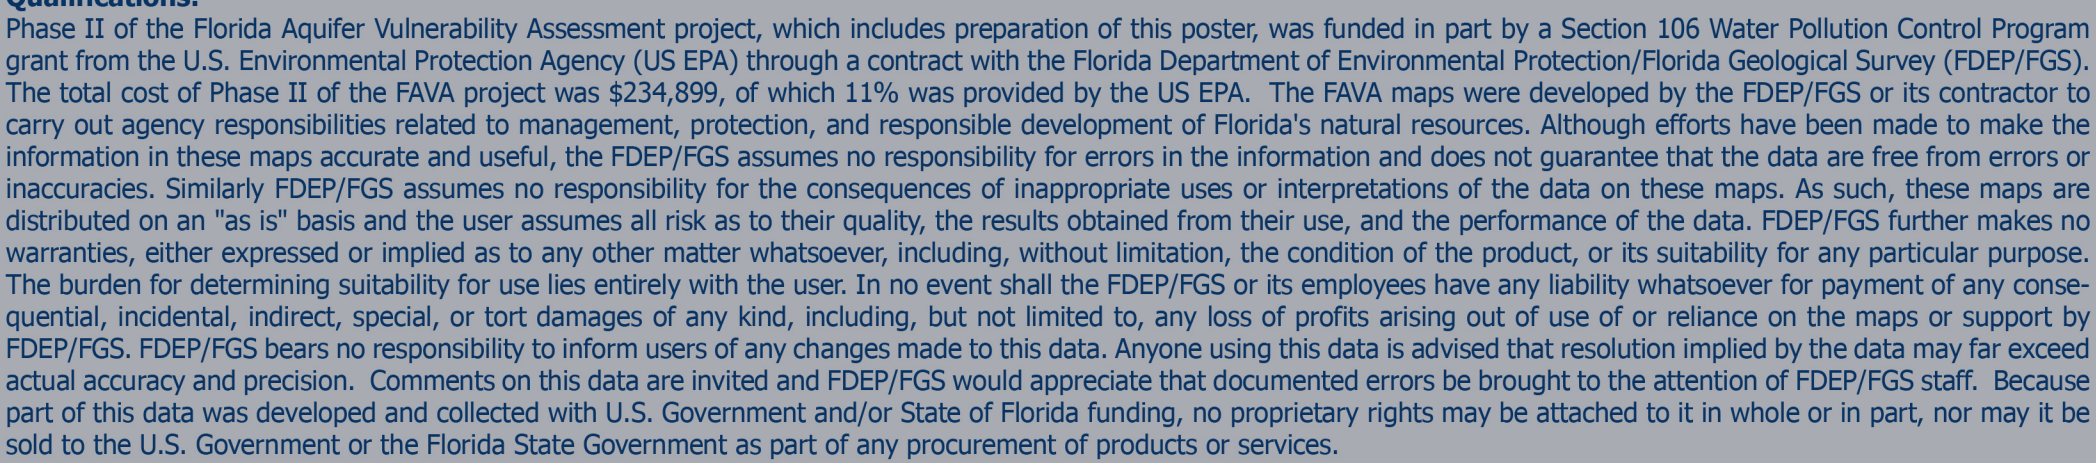 Qualifications:
Phase II of the Florida Aquifer Vulnerability Assessment project, which includes preparation of this poster, was funded in part by a Section 106 Water Pollution Control Program
grant from the U.S. Environmental Protection Agency (US EPA) through a contract with the Florida Department of Environmental Protection/Florida Geological Survey (FDEP/FGS).
The total cost of Phase II of the FAVA project was $234,899, of which 11% was provided by the US EPA.  The FAVA maps were developed by the FDEP/FGS or its contractor to
carry out agency responsibilities related to management, protection, and responsible development of Florida's natural resources. Although efforts have been made to make the
information in these maps accurate and useful, the FDEP/FGS assumes no responsibility for errors in the information and does not guarantee that the data are free from errors or
inaccuracies. Similarly FDEP/FGS assumes no responsibility for the consequences of inappropriate uses or interpretations of the data on these maps. As such, these maps are
distributed on an "as is" basis and the user assumes all risk as to their quality, the results obtained from their use, and the performance of the data. FDEP/FGS further makes no
warranties, either expressed or implied as to any other matter whatsoever, including, without limitation, the condition of the product, or its suitability for any particular purpose.
The burden for determining suitability for use lies entirely with the user. In no event shall the FDEP/FGS or its employees have any liability whatsoever for payment of any conse-
quential, incidental, indirect, special, or tort damages of any kind, including, but not limited to, any loss of profits arising out of use of or reliance on the maps or support by
FDEP/FGS. FDEP/FGS bears no responsibility to inform users of any changes made to this data. Anyone using this data is advised that resolution implied by the data may far exceed
actual accuracy and precision.  Comments on this data are invited and FDEP/FGS would appreciate that documented errors be brought to the attention of FDEP/FGS staff.  Because
part of this data was developed and collected with U.S. Government and/or State of Florida funding, no proprietary rights may be attached to it in whole or in part, nor may it be
sold to the U.S. Government or the Florida State Government as part of any procurement of products or services.